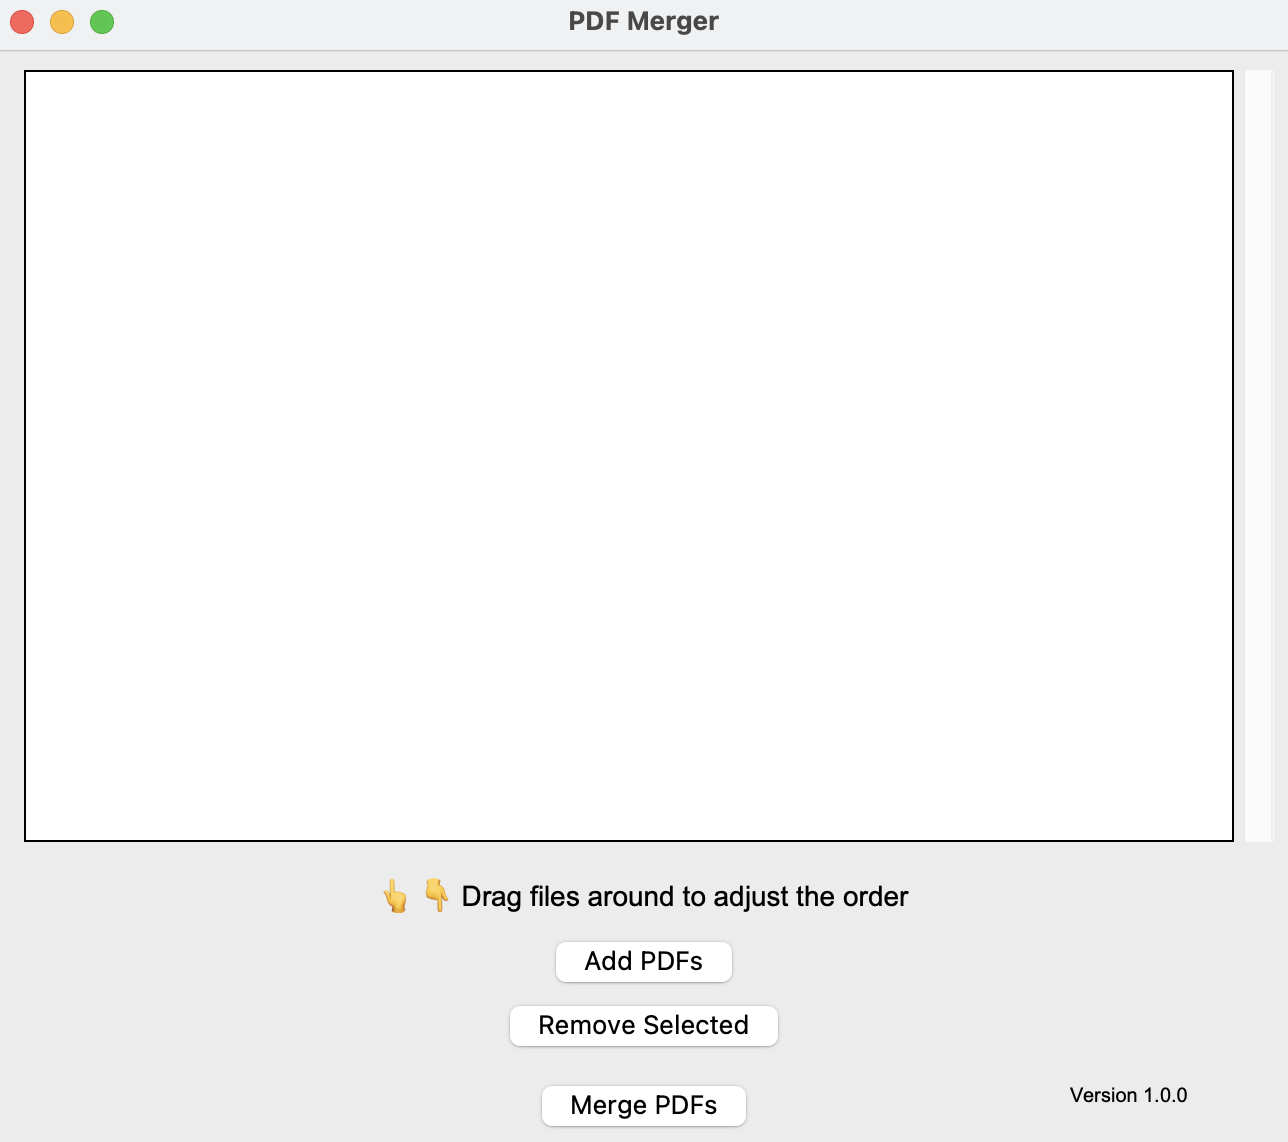 PDF Merger
👆 👇 Drag files around to adjust the order
Add PDFs
Remove Selected
Merge PDFs
Version 1.0.0